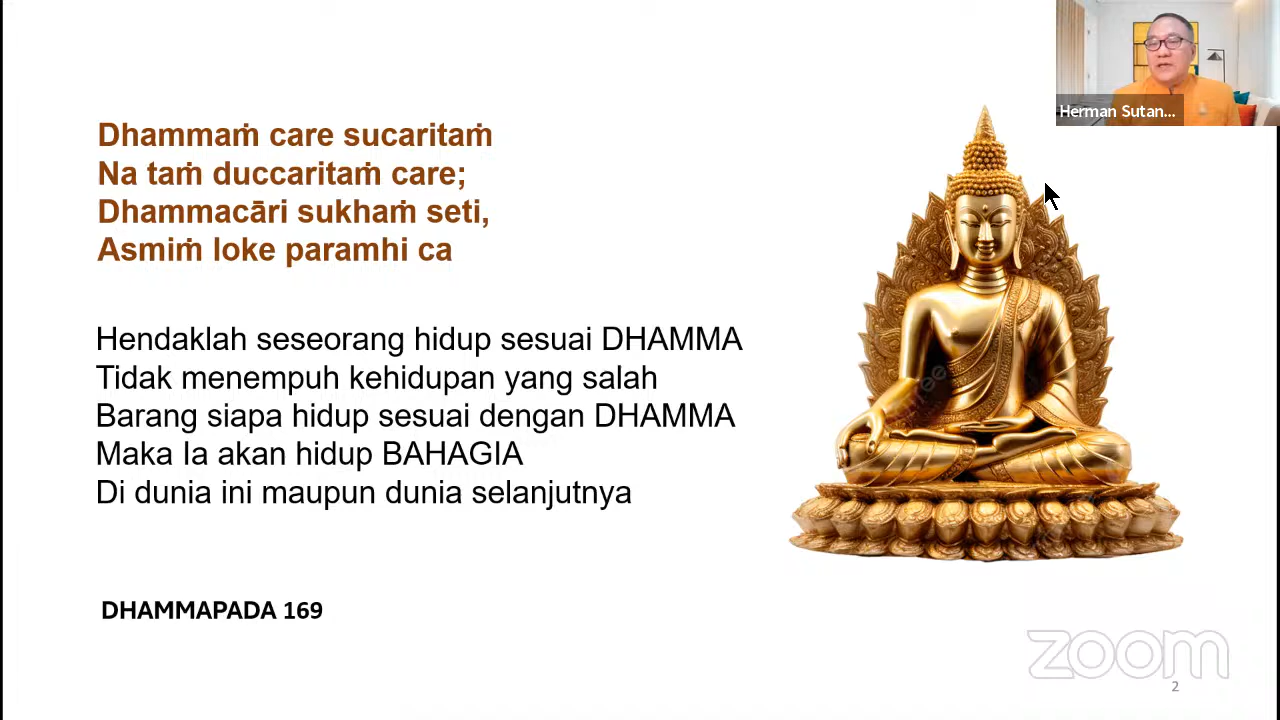 Herman Sutan...
Dhammaṁ care sucaritaṁ
Na taṁ duccaritaṁ care;
Dhammacāri sukhaṁ seti,
Asmiṁ loke paramhi ca
Hendaklah seseorang hidup sesuai DHAMMA
Tidak menempuh kehidupan yang salah
Barang siapa hidup sesuai dengan DHAMMA
Maka Ia akan hidup BAHAGIA
Di dunia ini maupun dunia selanjutnya
DHAMMAPADA 169
zoom
2